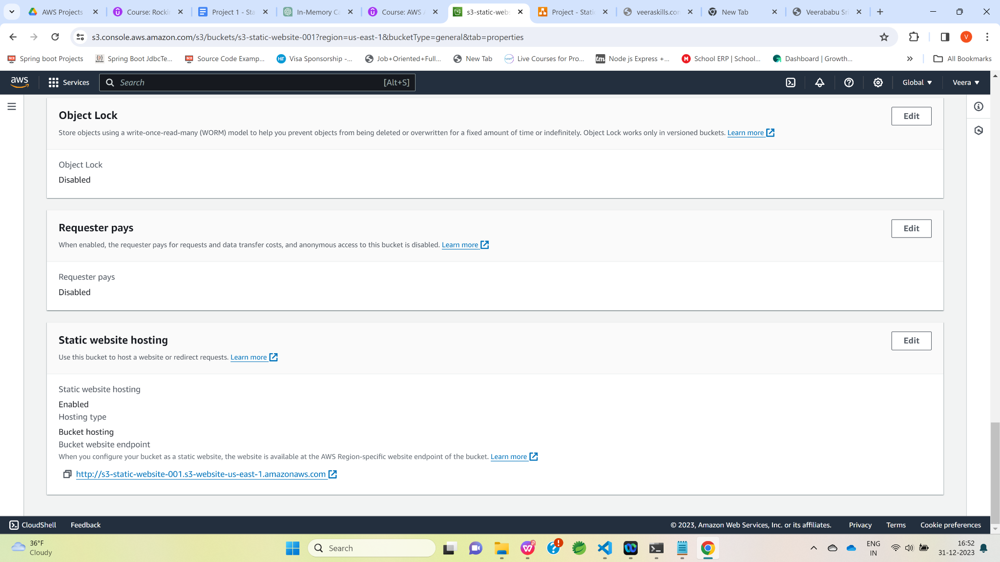 AWS Projects
Course: Rocki
Project 1 - Sta
In-Memory Ca
Course: AWS A
s3-static-webs
Project - Static
veeraskills.com
New Tab
Veerababu Sri
s3.console.aws.amazon.com/s3/buckets/s3-static-website-001?region=us-east-1&bucketType=general&tab=properties
V
Spring boot Projects
Spring Boot JdbcTe...
Source Code Examp...
Visa Sponsorship -...
Job+Oriented+Full...
New Tab
Live Courses for Pro...
Node js Express +...
School ERP | School...
Dashboard | Growth...
»
All Bookmarks
aws
Services
Search
[Alt+S]
Global
Veera
Object Lock
Edit
Store objects using a write-once-read-many (WORM) model to help you prevent objects from being deleted or overwritten for a fixed amount of time or indefinitely. Object Lock works only in versioned buckets. Learn more
Object Lock
Disabled
Requester pays
Edit
When enabled, the requester pays for requests and data transfer costs, and anonymous access to this bucket is disabled. Learn more
Requester pays
Disabled
Static website hosting
Edit
Use this bucket to host a website or redirect requests. Learn more
Static website hosting
Enabled
Hosting type
Bucket hosting
Bucket website endpoint
When you configure your bucket as a static website, the website is available at the AWS Region-specific website endpoint of the bucket. Learn more
http://s3-static-website-001.s3-website-us-east-1.amazonaws.com
CloudShell
Feedback
© 2023, Amazon Web Services, Inc. or its affiliates.
Privacy
Terms
Cookie preferences
36°F
Cloudy
Search
ENG
IN
16:52
31-12-2023